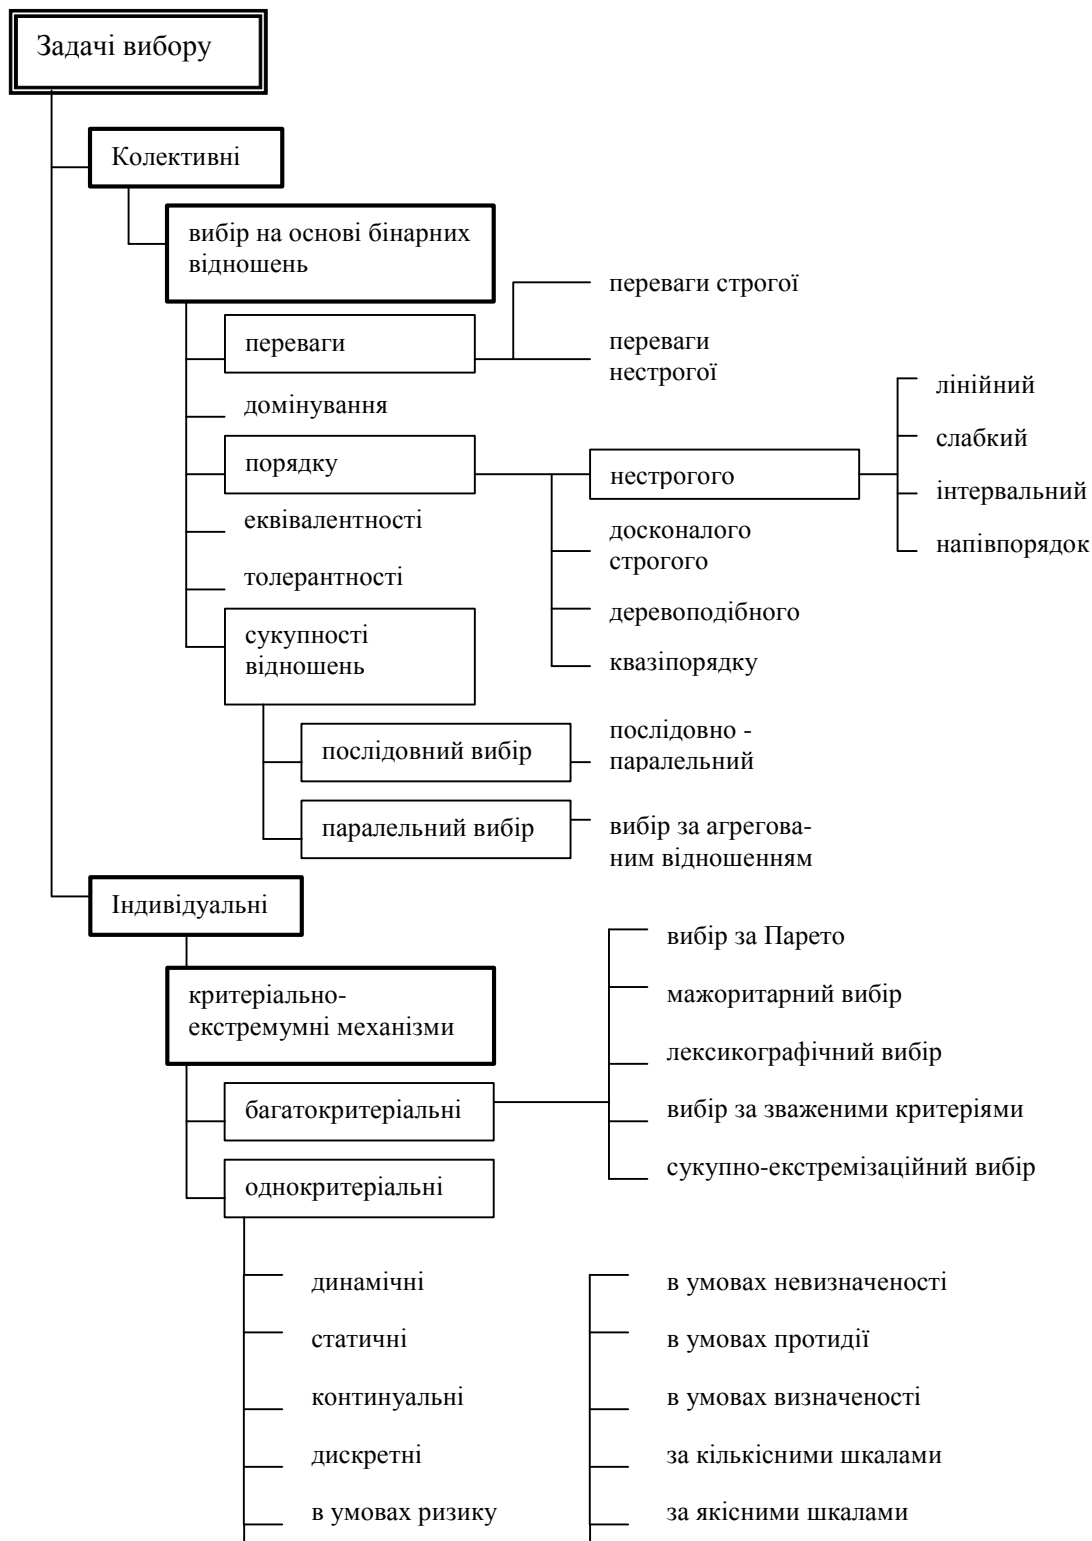 Задачі вибору
Колективні
вибір на основі бінарних
відношень
переваги
переваги строгої
переваги
нестрогої
домінування
порядку
нестрогого
лінійний
слабкий
інтервальний
напівпорядок
еквівалентності
досконалого
строгого
толерантності
деревоподібного
сукупності
відношень
квазіпорядку
послідовний вибір
послідовно -
паралельний
паралельний вибір
вибір за агрегова-
ним відношенням
Індивідуальні
критеріально-
екстремумні механізми
багатокритеріальні
вибір за Парето
мажоритарний вибір
лексикографічний вибір
вибір за зваженими критеріями
сукупно-екстремізаційний вибір
однокритеріальні
динамічні
статичні
континуальні
дискретні
в умовах ризику
в умовах невизначеності
в умовах протидії
в умовах визначеності
за кількісними шкалами
за якісними шкалами